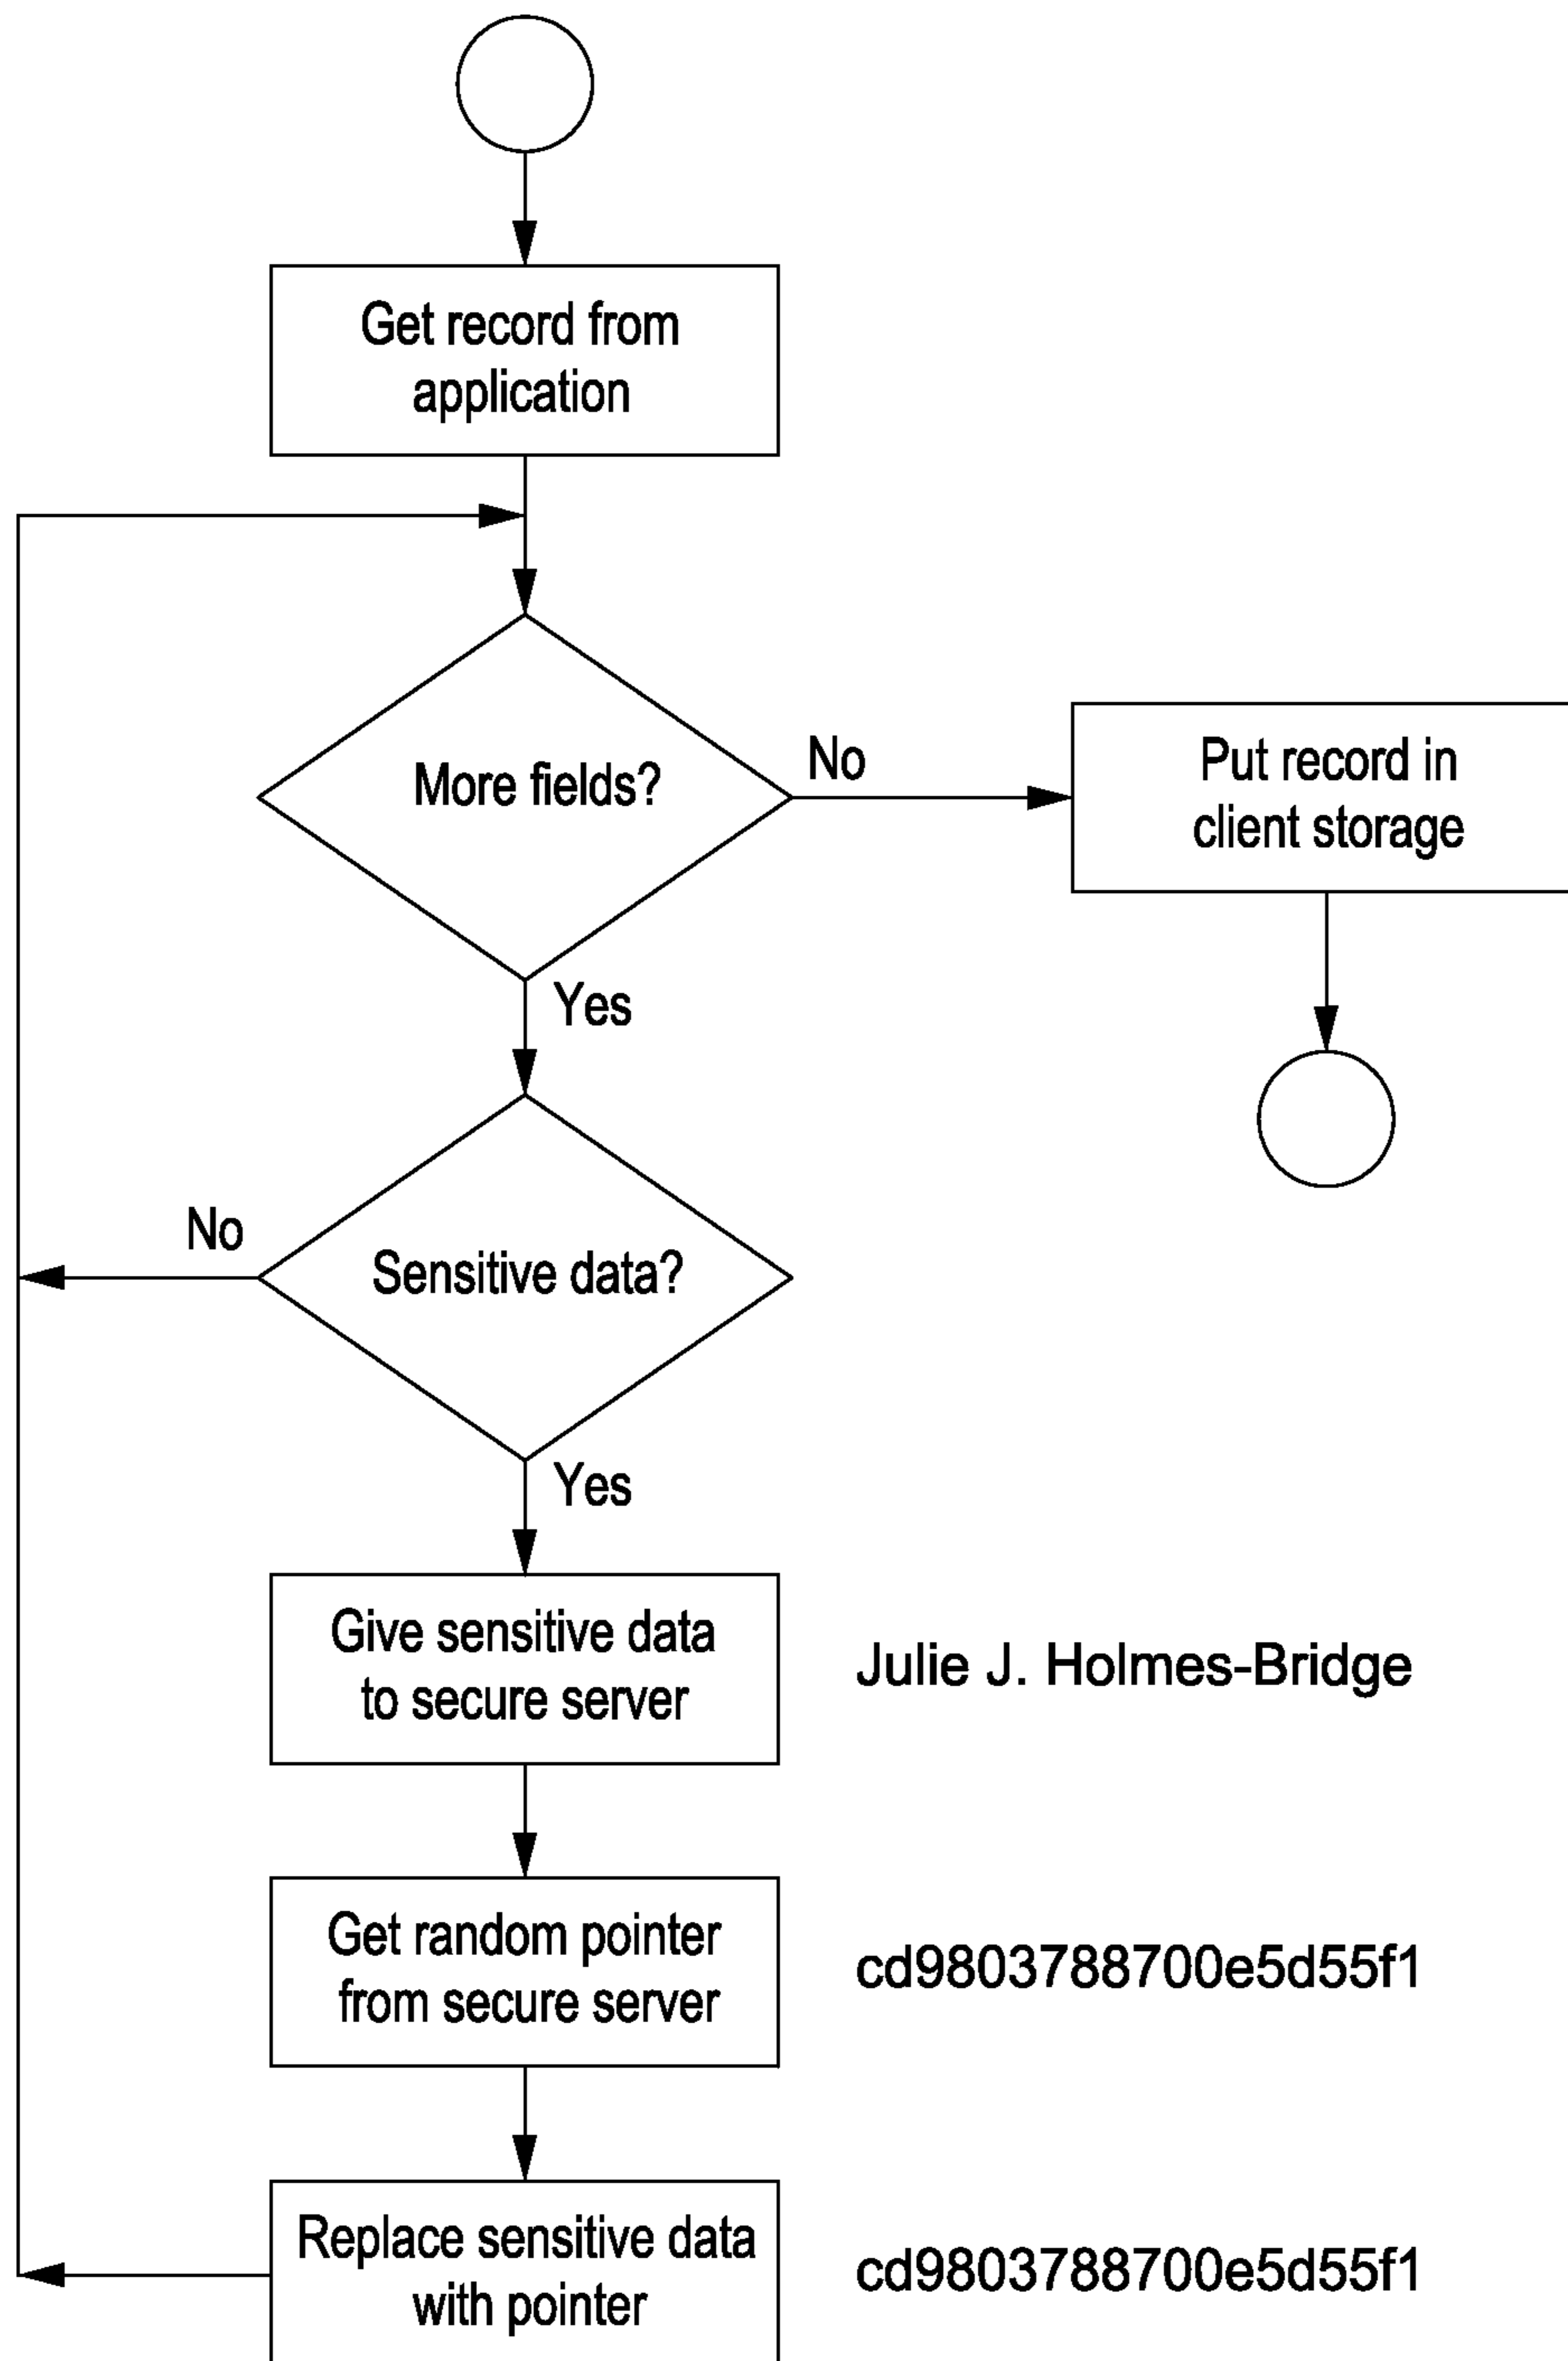 Get record from
application
More fields?
No
Put record in
client storage
Yes
No
Sensitive data?
Yes
Give sensitive data
to secure server
Julie J. Holmes-Bridge
Get random pointer
from secure server
cd9803788700e5d55f1
Replace sensitive data
with pointer
cd9803788700e5d55f1